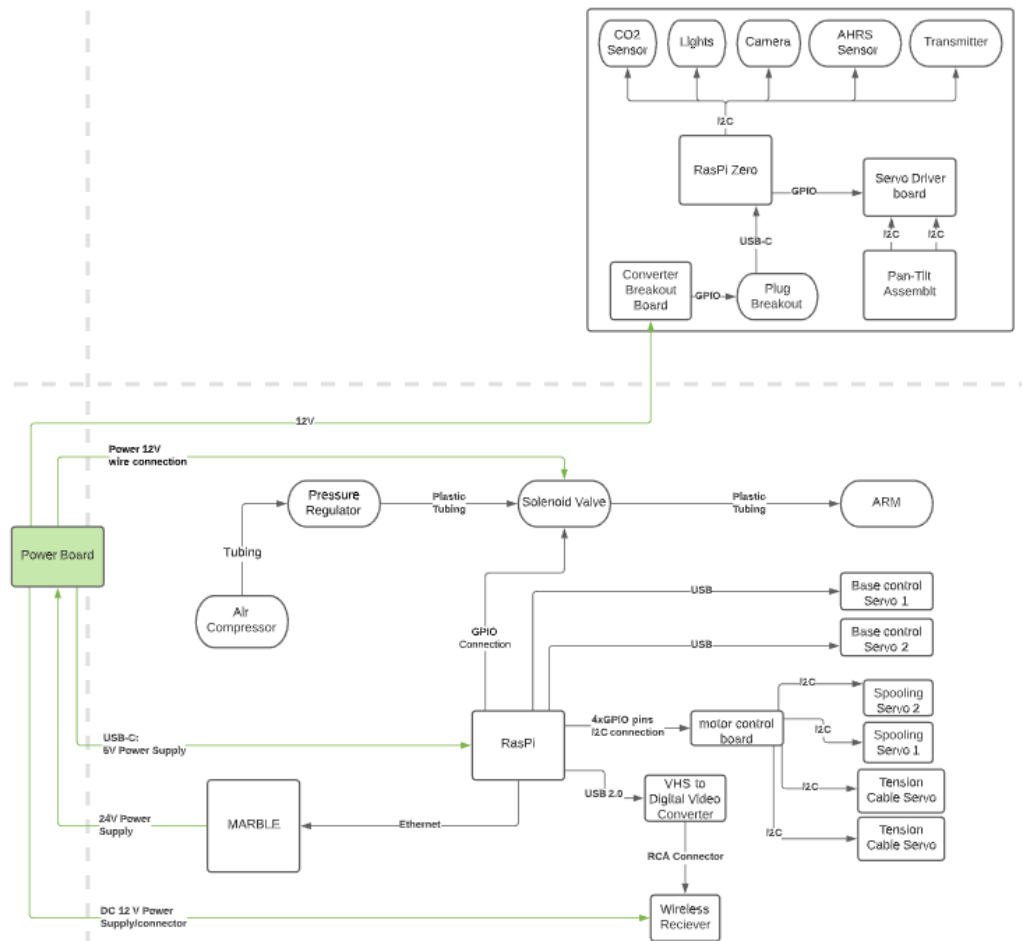 CO2
Sensor
Lights
Camera
AHRS
Sensor
Transmitter
I2C
RasPi Zero
GPIO
Servo Driver
board
USB-C
I2C
I2C
Converter
Breakout
Board
GPIO
Plug
Breakout
Pan-Tilt
Assemblt
12V
Power 12V
wire connection
Pressure
Regulator
Plastic
Tubing
Solenoid Valve
Plastic
Tubing
ARM
Power Board
Tubing
Air
Compressor
GPIO
Connection
USB
Base control
Servo 1
USB
Base control
Servo 2
USB-C:
5V Power Supply
RasPi
4xGPIO pins
I2C connection
motor control
board
I2C
Spooling
Servo 2
I2C
Spooling
Servo 1
I2C
Tension
Cable Servo
I2C
Tension
Cable Servo
USB 2.0
VHS to
Digital Video
Converter
24V Power
Supply
MARBLE
Ethernet
RCA Connector
DC 12 V Power
Supply/connector
Wireless
Reciever